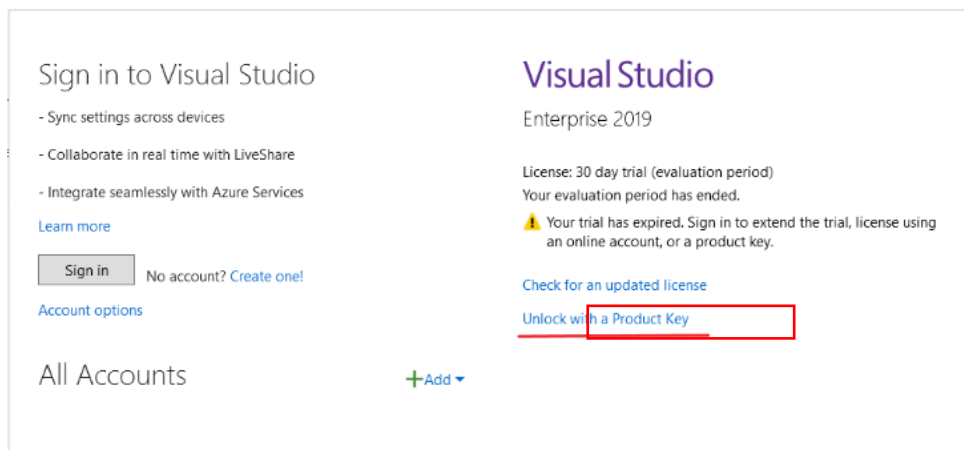 Sign in to Visual Studio
- Sync settings across devices
- Collaborate in real time with LiveShare
- Integrate seamlessly with Azure Services
Learn more
Sign in
No account? Create one!
Account options
All Accounts
Add
Visual Studio
Enterprise 2019
License: 30 day trial (evaluation period)
Your evaluation period has ended.
Your trial has expired. Sign in to extend the trial, license using
an online account, or a product key.
Check for an updated license
Unlock with a Product Key